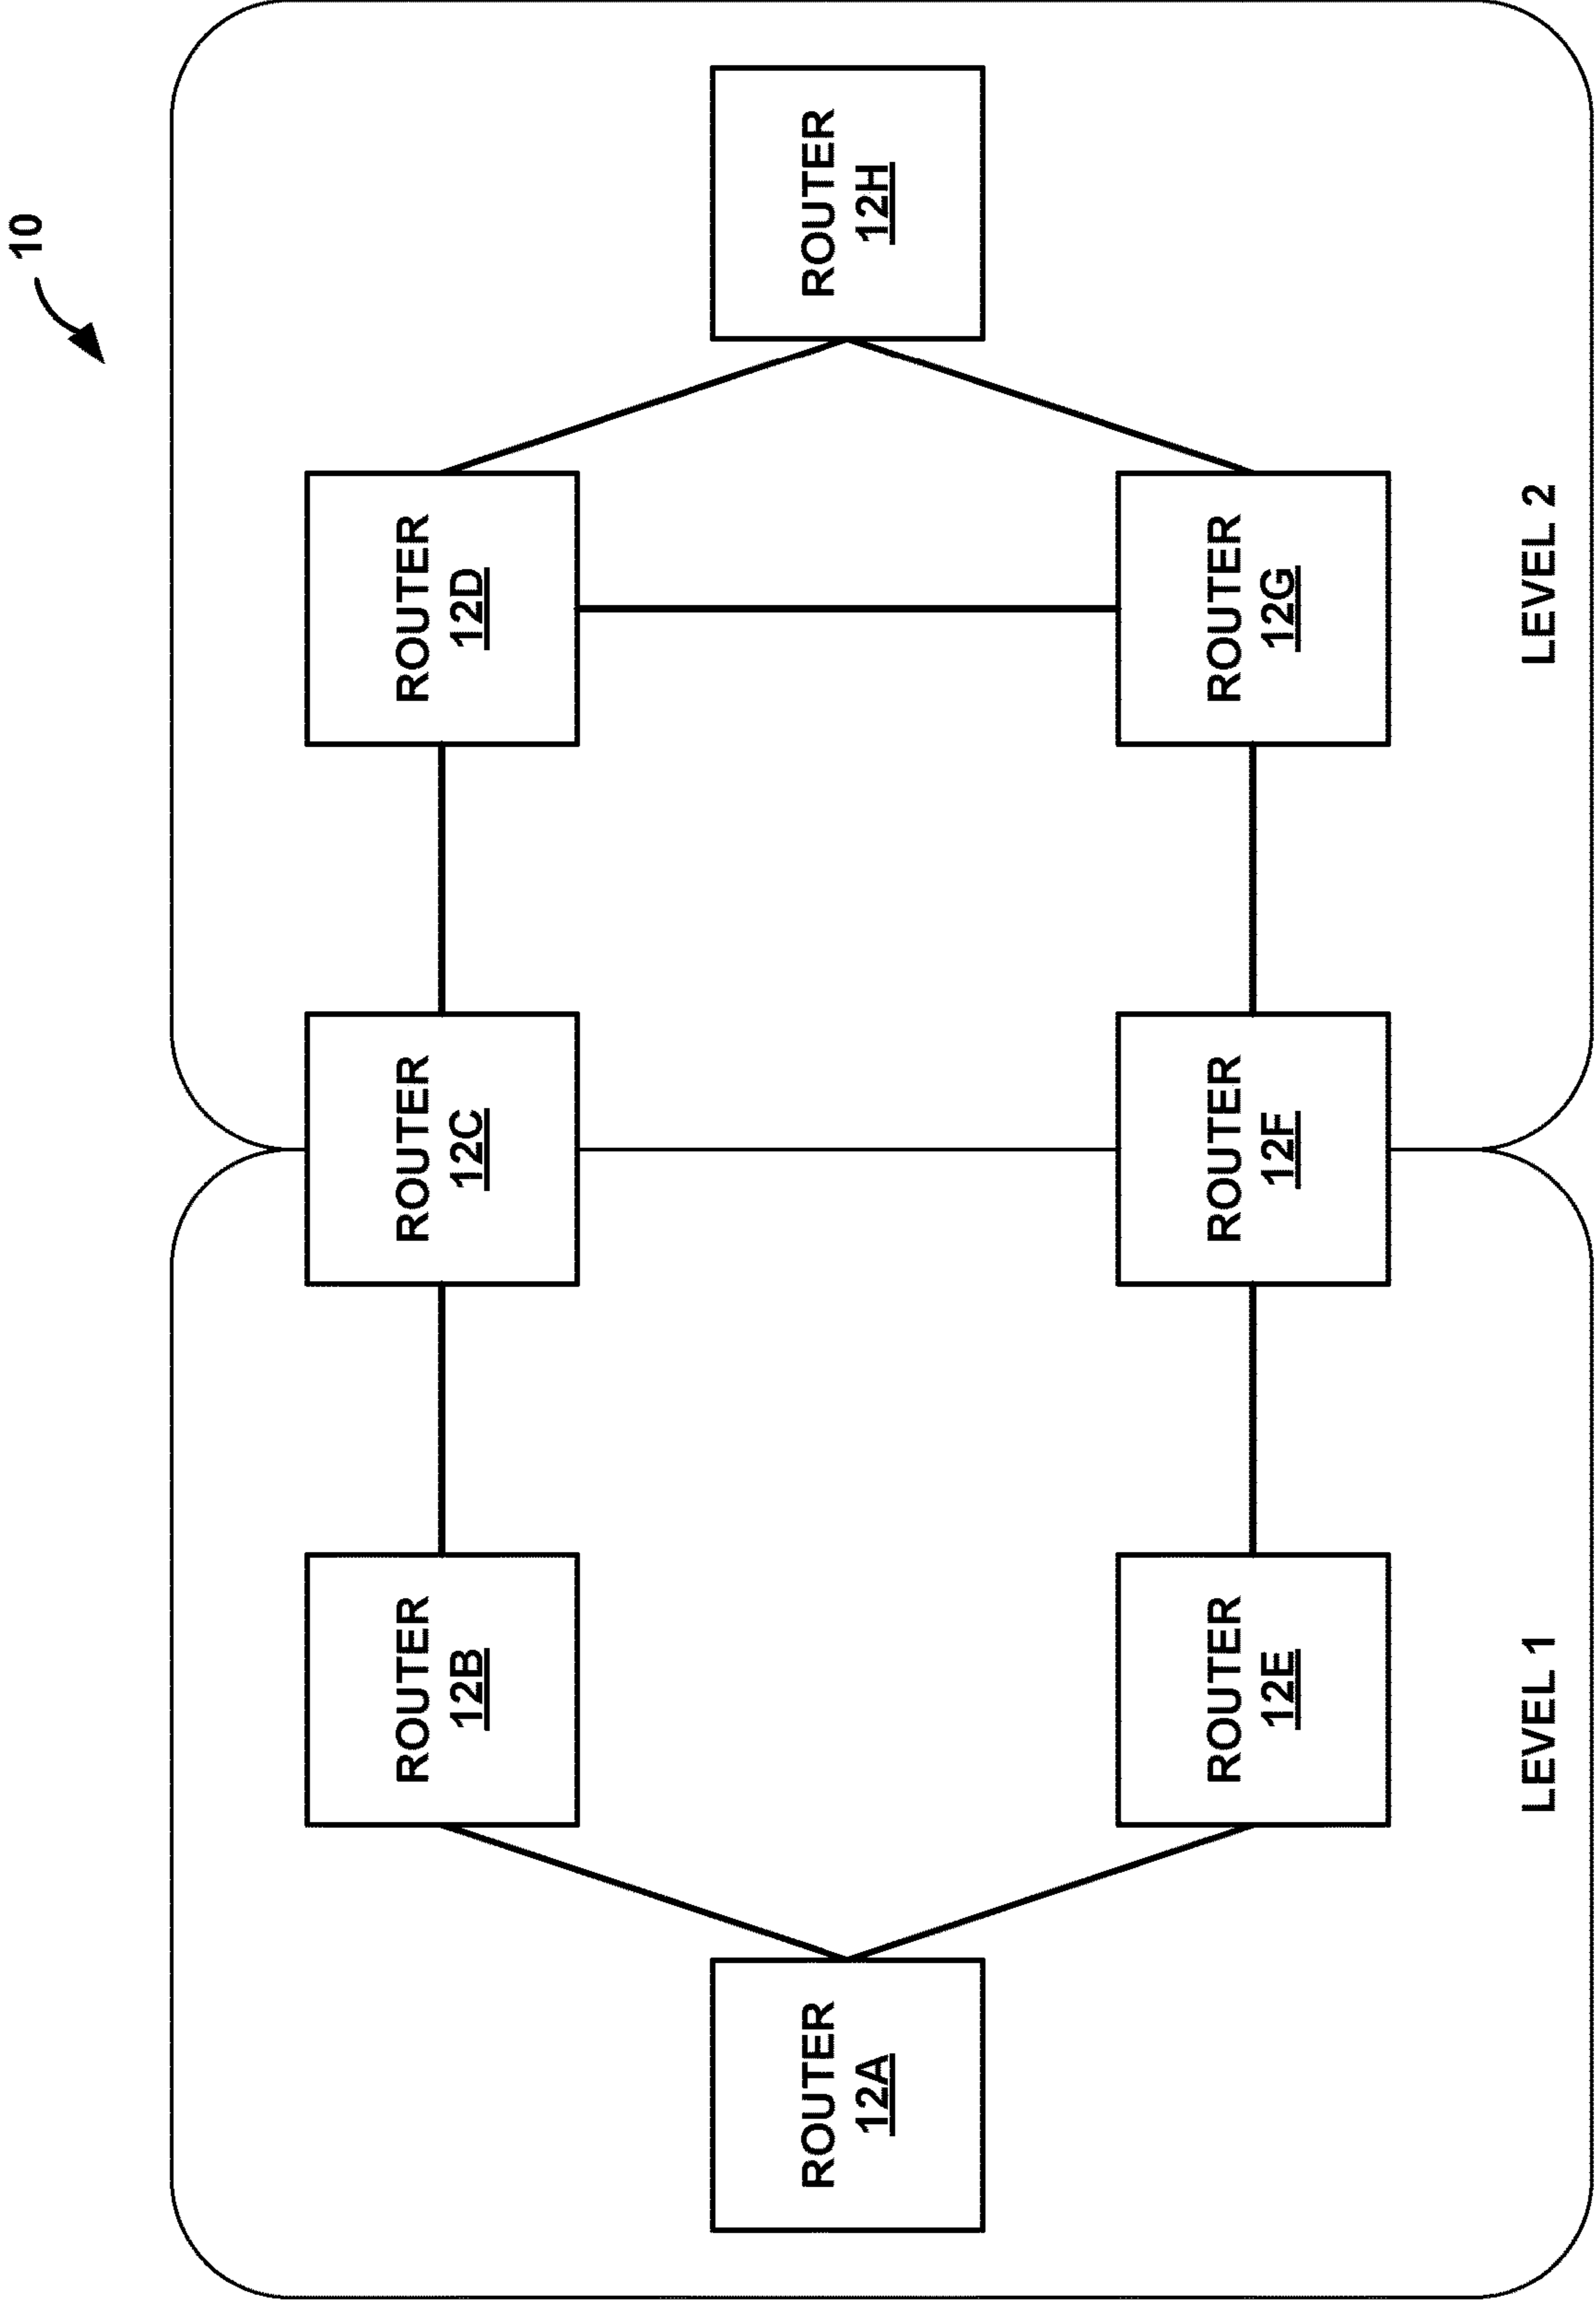 10
ROUTER
12B
ROUTER
12C
ROUTER
12D
ROUTER
12A
ROUTER
12H
ROUTER
12E
ROUTER
12F
ROUTER
12G
LEVEL 1
LEVEL 2